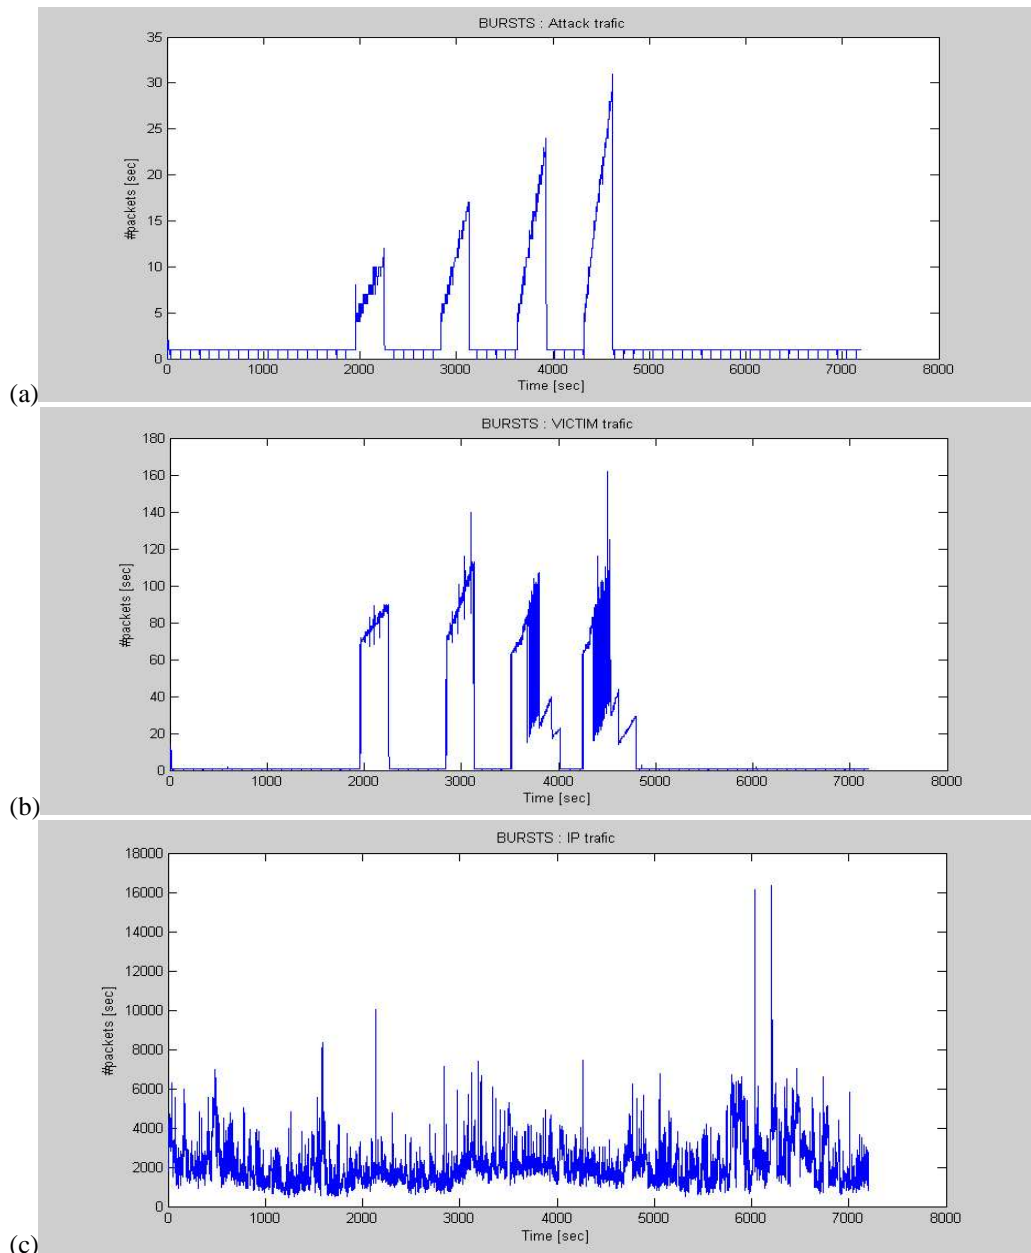 BURSTS : Attack trafic
35
30
25
20
15
10
5
0
#packets [sec]
0 1000 2000 3000 4000 5000 6000 7000 8000
Time [sec]
(a)
BURSTS : VICTIM trafic
180
160
140
120
100
80
60
40
20
0
#packets [sec]
0 1000 2000 3000 4000 5000 6000 7000 8000
Time [sec]
(b)
BURSTS : IP trafic
18000
16000
14000
12000
10000
8000
6000
4000
2000
0
#packets [sec]
0 1000 2000 3000 4000 5000 6000 7000 8000
Time [sec]
(c)